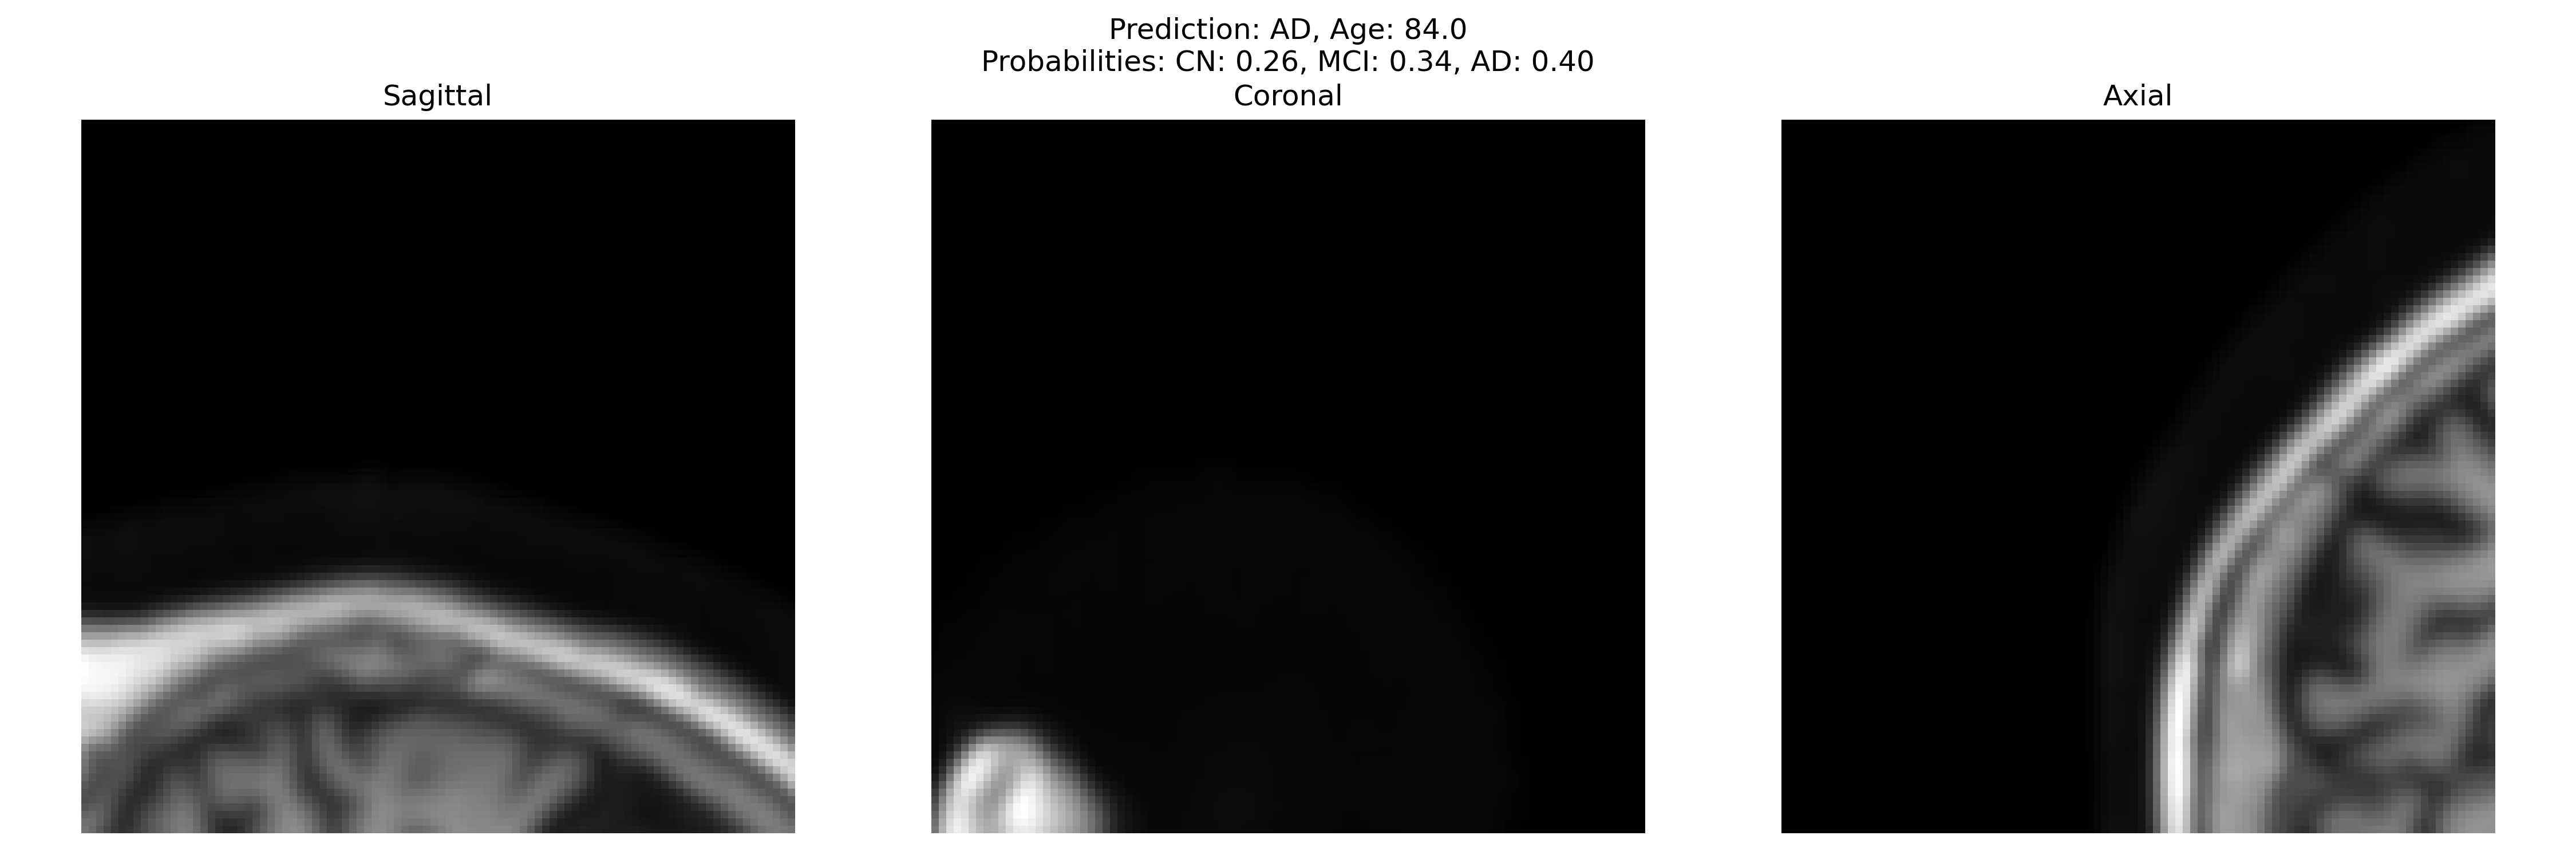 Prediction: AD, Age: 84.0
Probabilities: CN: 0.26, MCI: 0.34, AD: 0.40
Sagittal
Coronal
Axial